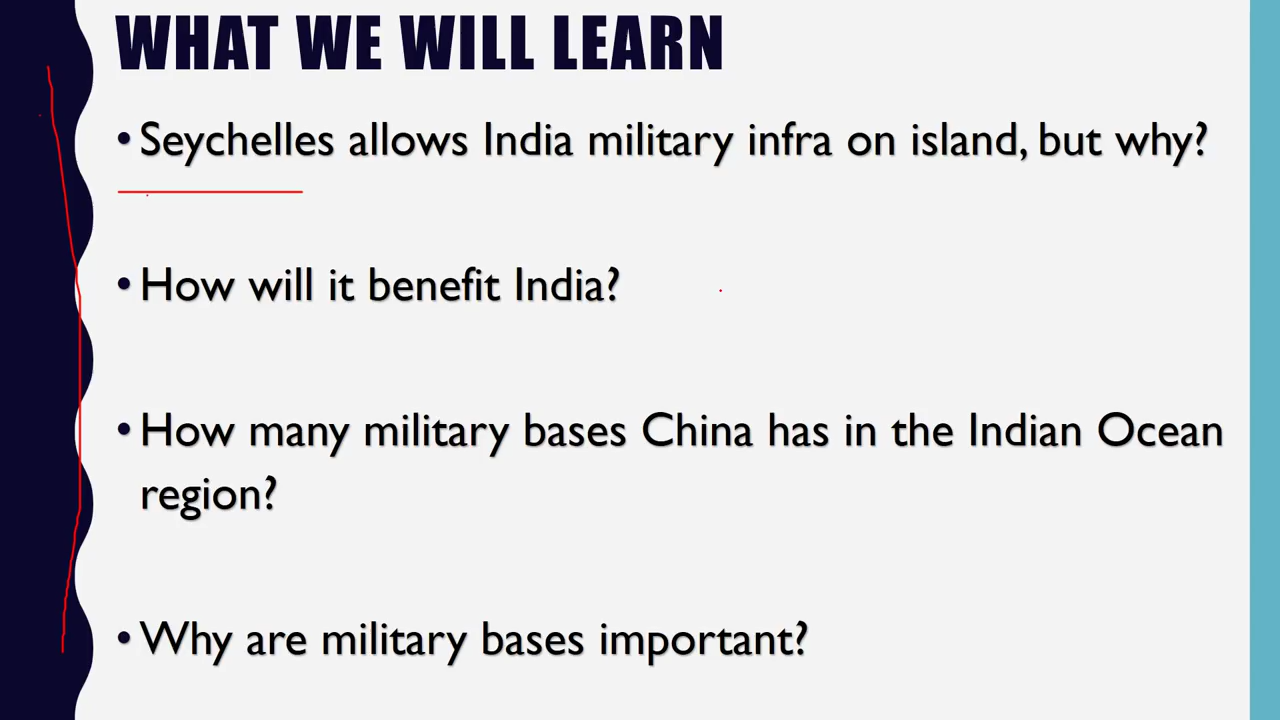 WHAT WE WILL LEARN
• Seychelles allows India military infra on island, but why?
• How will it benefit India?
• How many military bases China has in the Indian Ocean
region?
• Why are military bases important?